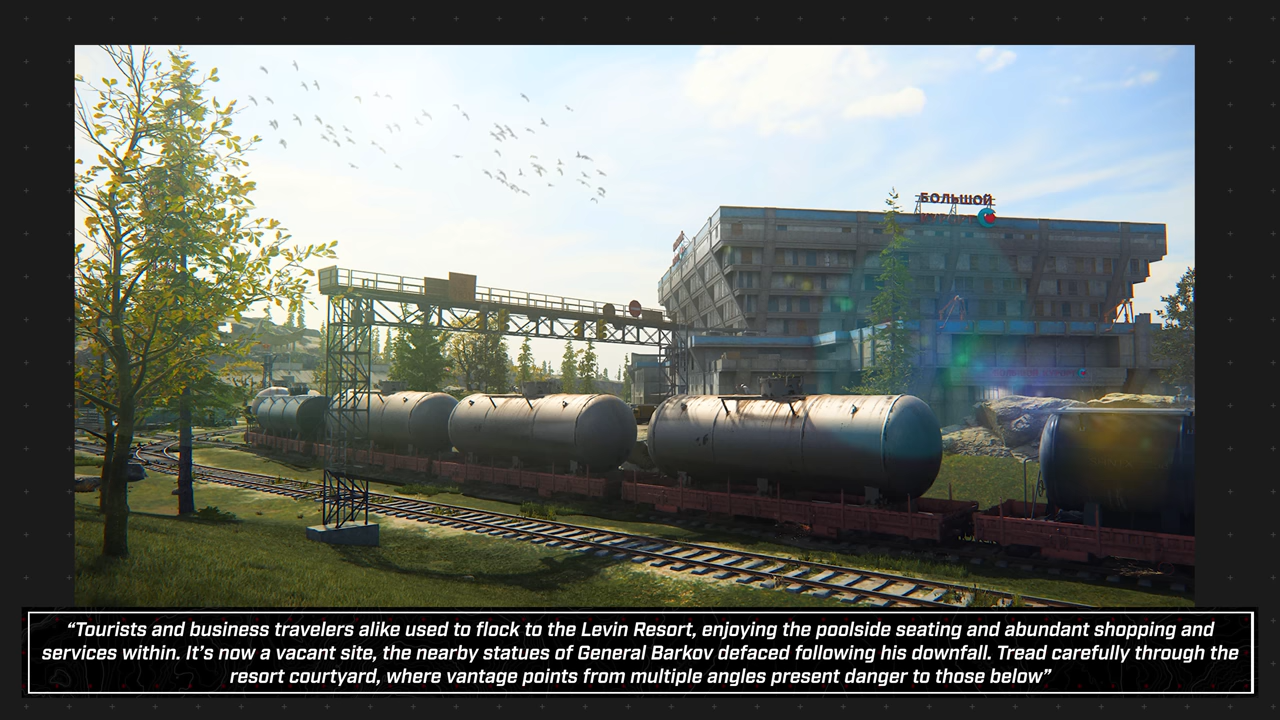 БОЛЬШОЙ
“Tourists and business travelers alike used to flock to the Levin Resort, enjoying the poolside seating and abundant shopping and
services within. It’s now a vacant site, the nearby statues of General Barkov defaced following his downfall. Tread carefully through the
resort courtyard, where vantage points from multiple angles present danger to those below”